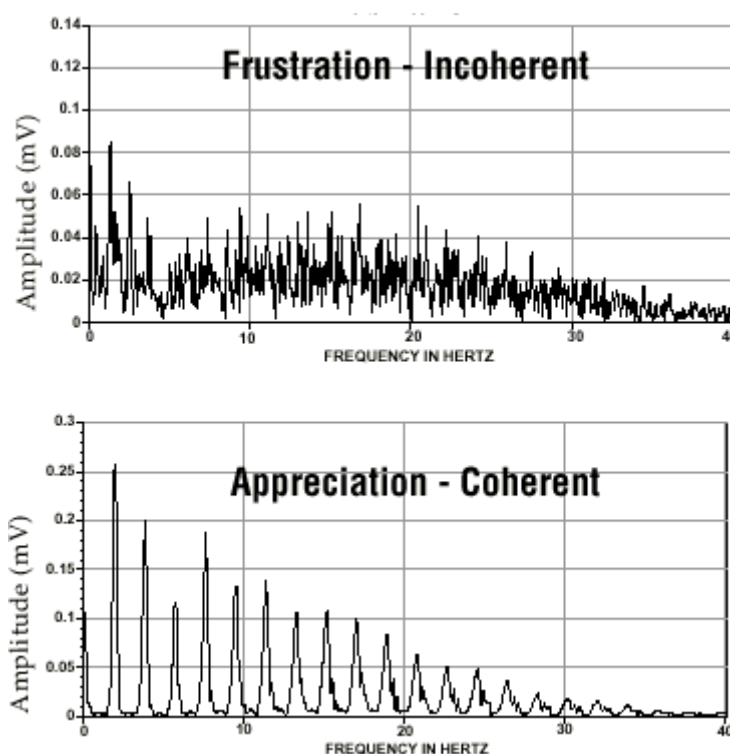 0.14
Frustration - Incoherent
0.12
0.1
0.08
0.06
0.04
0.02
0
Amplitude (mV)
0 10 20 30
FREQUENCY IN HERTZ
0.3
Appreciation - Coherent
0.25
0.2
0.15
0.1
0.05
0
Amplitude (mV)
0 10 20 30 40
FREQUENCY IN HERTZ